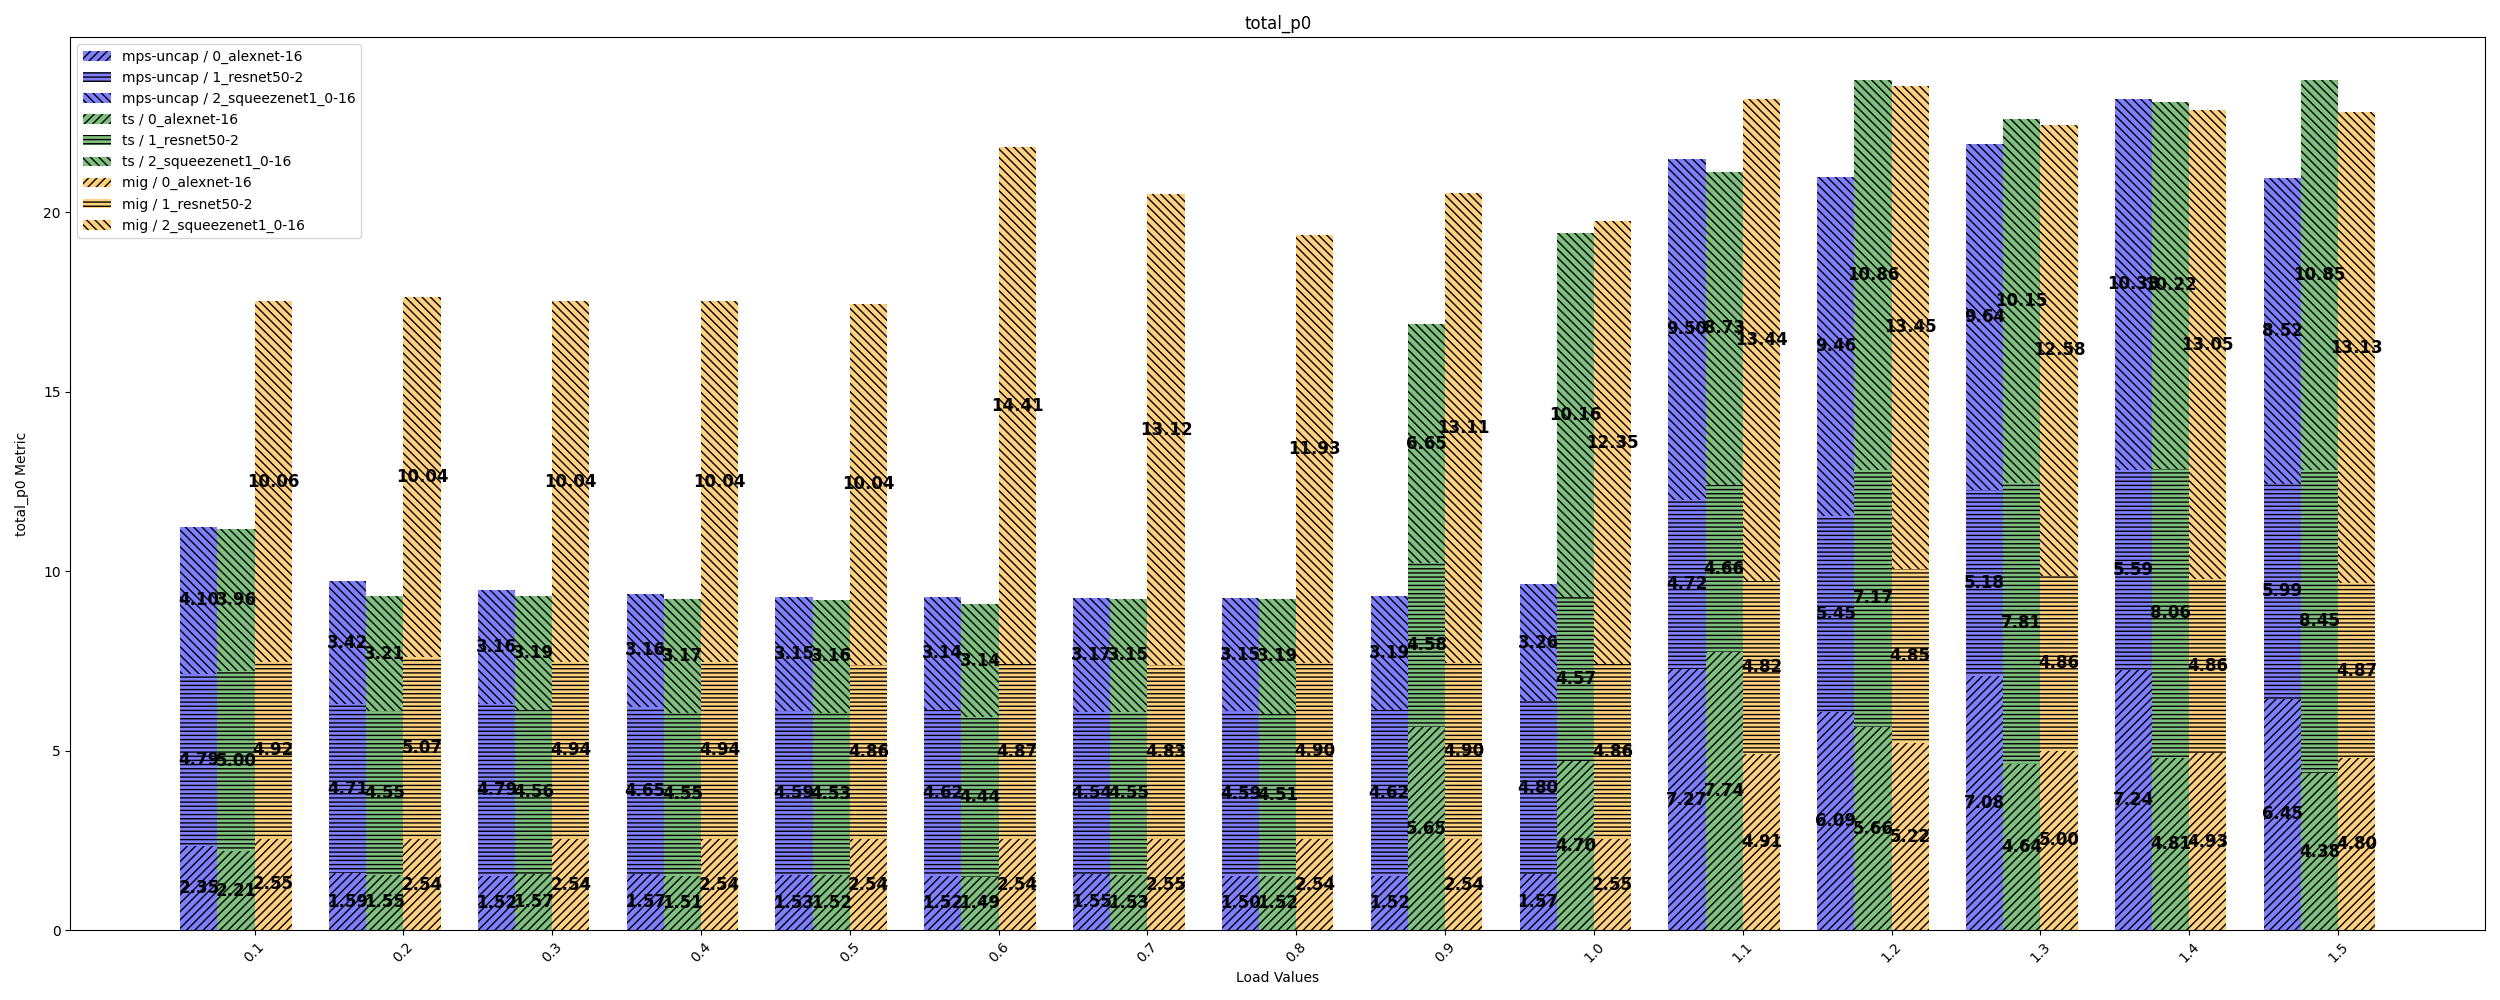 total_p0
mps-uncap / 0_alexnet-16
mps-uncap / 1_resnet50-2
mps-uncap / 2_squeezenet1_0-16
ts / 0_alexnet-16
ts / 1_resnet50-2
ts / 2_squeezenet1_0-16
mig / 0_alexnet-16
mig / 1_resnet50-2
mig / 2_squeezenet1_0-16
total_p0 Metric
20
15
10
5
0
4.10 3.96 10.06
4.79 5.00 4.92
2.35 2.21 2.55
3.42 3.21 10.04
4.71 4.55 5.07
1.59 1.55 2.54
3.16 3.19 10.04
4.79 4.56 4.94
1.52 1.57 2.54
3.16 3.17 10.04
4.65 4.55 4.94
1.57 1.51 2.54
3.15 3.16 10.04
4.59 4.53 4.86
1.53 1.52 2.54
3.14 3.14 14.41
4.62 4.44 4.87
1.52 1.49 2.54
3.17 3.15 13.12
4.54 4.55 4.83
1.55 1.53 2.55
3.15 3.19 11.93
4.59 4.51 4.90
1.50 1.52 2.54
3.19 6.65 13.11
4.62 4.58 4.90
1.52 5.65 2.54
3.26 10.16 12.35
4.80 4.57 4.86
1.57 4.70 2.55
9.50 8.73 13.44
4.72 4.66 4.82
7.27 7.74 4.91
9.46 10.86 13.45
5.45 7.17 4.85
6.09 5.66 5.22
9.64 10.15 12.58
5.18 7.81 4.86
7.08 4.64 5.00
10.22 13.05
5.59 8.06 4.86
7.24 4.81 4.93
8.52 10.85 13.13
5.99 8.45 4.87
6.45 4.38 4.80
0.1 0.2 0.3 0.4 0.5 0.6 0.7 0.8 0.9 1.0 1.1 1.2 1.3 1.4 1.5
Load Values